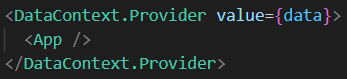 <DataContext.Provider value={data}>
  <App />
</DataContext.Provider>